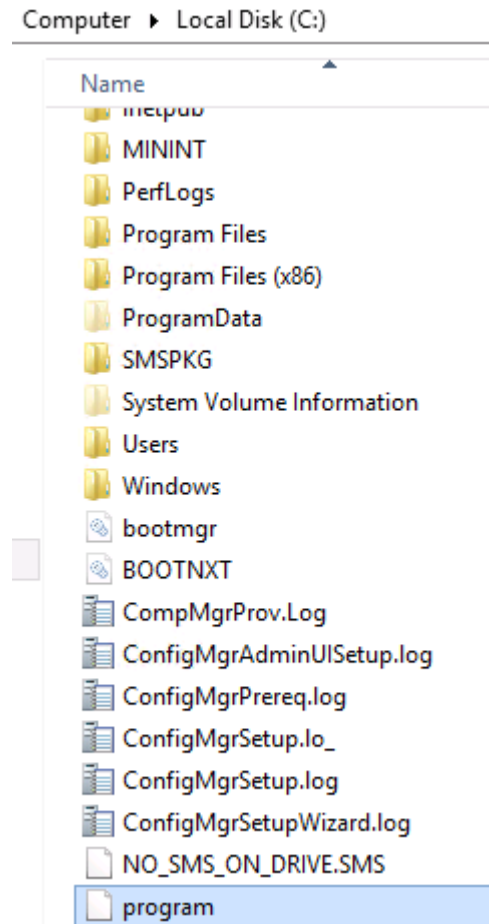 Computer ▸ Local Disk (C:)
Name
inetpub
MININT
PerfLogs
Program Files
Program Files (x86)
ProgramData
SMSPKG
System Volume Information
Users
Windows
bootmgr
BOOTNXT
CompMgrProv.Log
ConfigMgrAdminUISetup.log
ConfigMgrPrereq.log
ConfigMgrSetup.lo_
ConfigMgrSetup.log
ConfigMgrSetupWizard.log
NO_SMS_ON_DRIVE.SMS
program